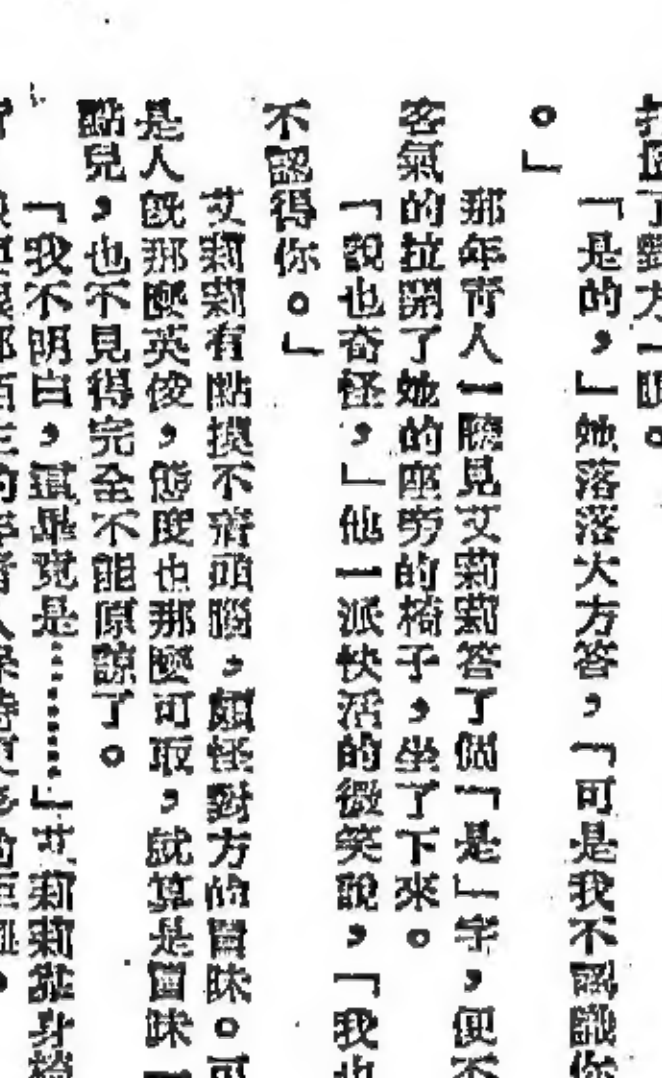 了對方一眼。
「是的，」她落落大方答，「可是我不認識你
。」
那年青人一瞧見艾莉莉答了個「是」字，便不
客氣的拉開了她的座旁的椅子，坐了下來。
「說也奇怪，」他一派快活的微笑說，「我也
不認得你。」
艾莉莉有點摸不着頭腦，頗怪對方的冒昧。可
是人既那麼英俊，態度也那麼可取，就算是冒昧一
點兒，也不見得完全不能原諒了。
「我不明白，這畢竟是………」艾莉莉 身